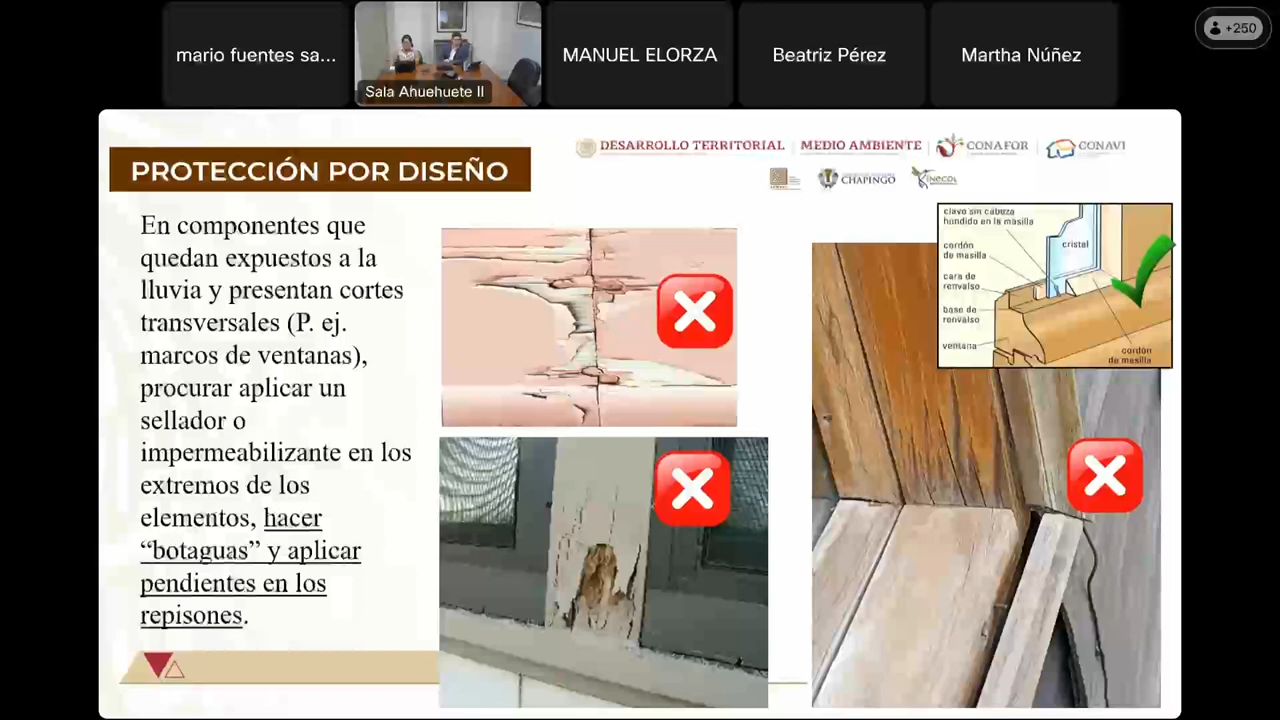 mario fuentes sa...
Sala Ahuehuete II
MANUEL ELORZA
Beatriz Pérez
Martha Núñez
+250
PROTECCIÓN POR DISEÑO
DESARROLLO TERRITORIAL
MEDIO AMBIENTE
CONAFOR
CONAVI
CHAPINGO
INECOL
En componentes que
quedan expuestos a la
lluvia y presentan cortes
transversales (P. ej.
marcos de ventanas),
procurar aplicar un
sellador o
impermeabilizante en los
extremos de los
elementos, hacer
“botaguas” y aplicar
pendientes en los
repisones.
clavo sin cabeza
hundido en la masilla
cordón
de masilla
cara de
renvalso
base de
renvalso
ventana
cristal
cordón
de masilla